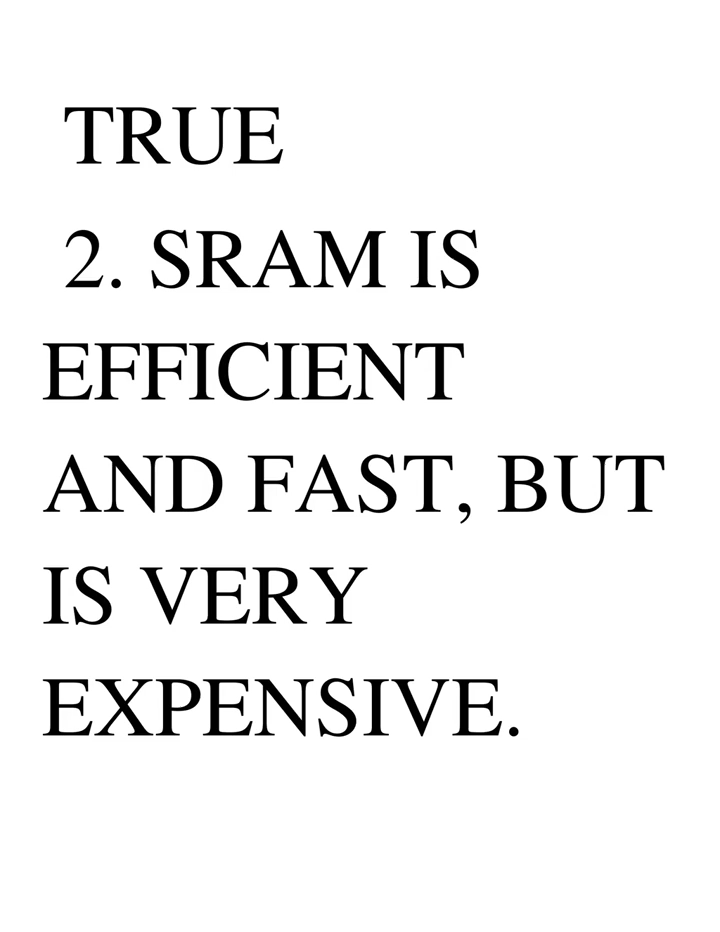 TRUE
2. SRAM IS
EFFICIENT
AND FAST, BUT
IS VERY
EXPENSIVE.